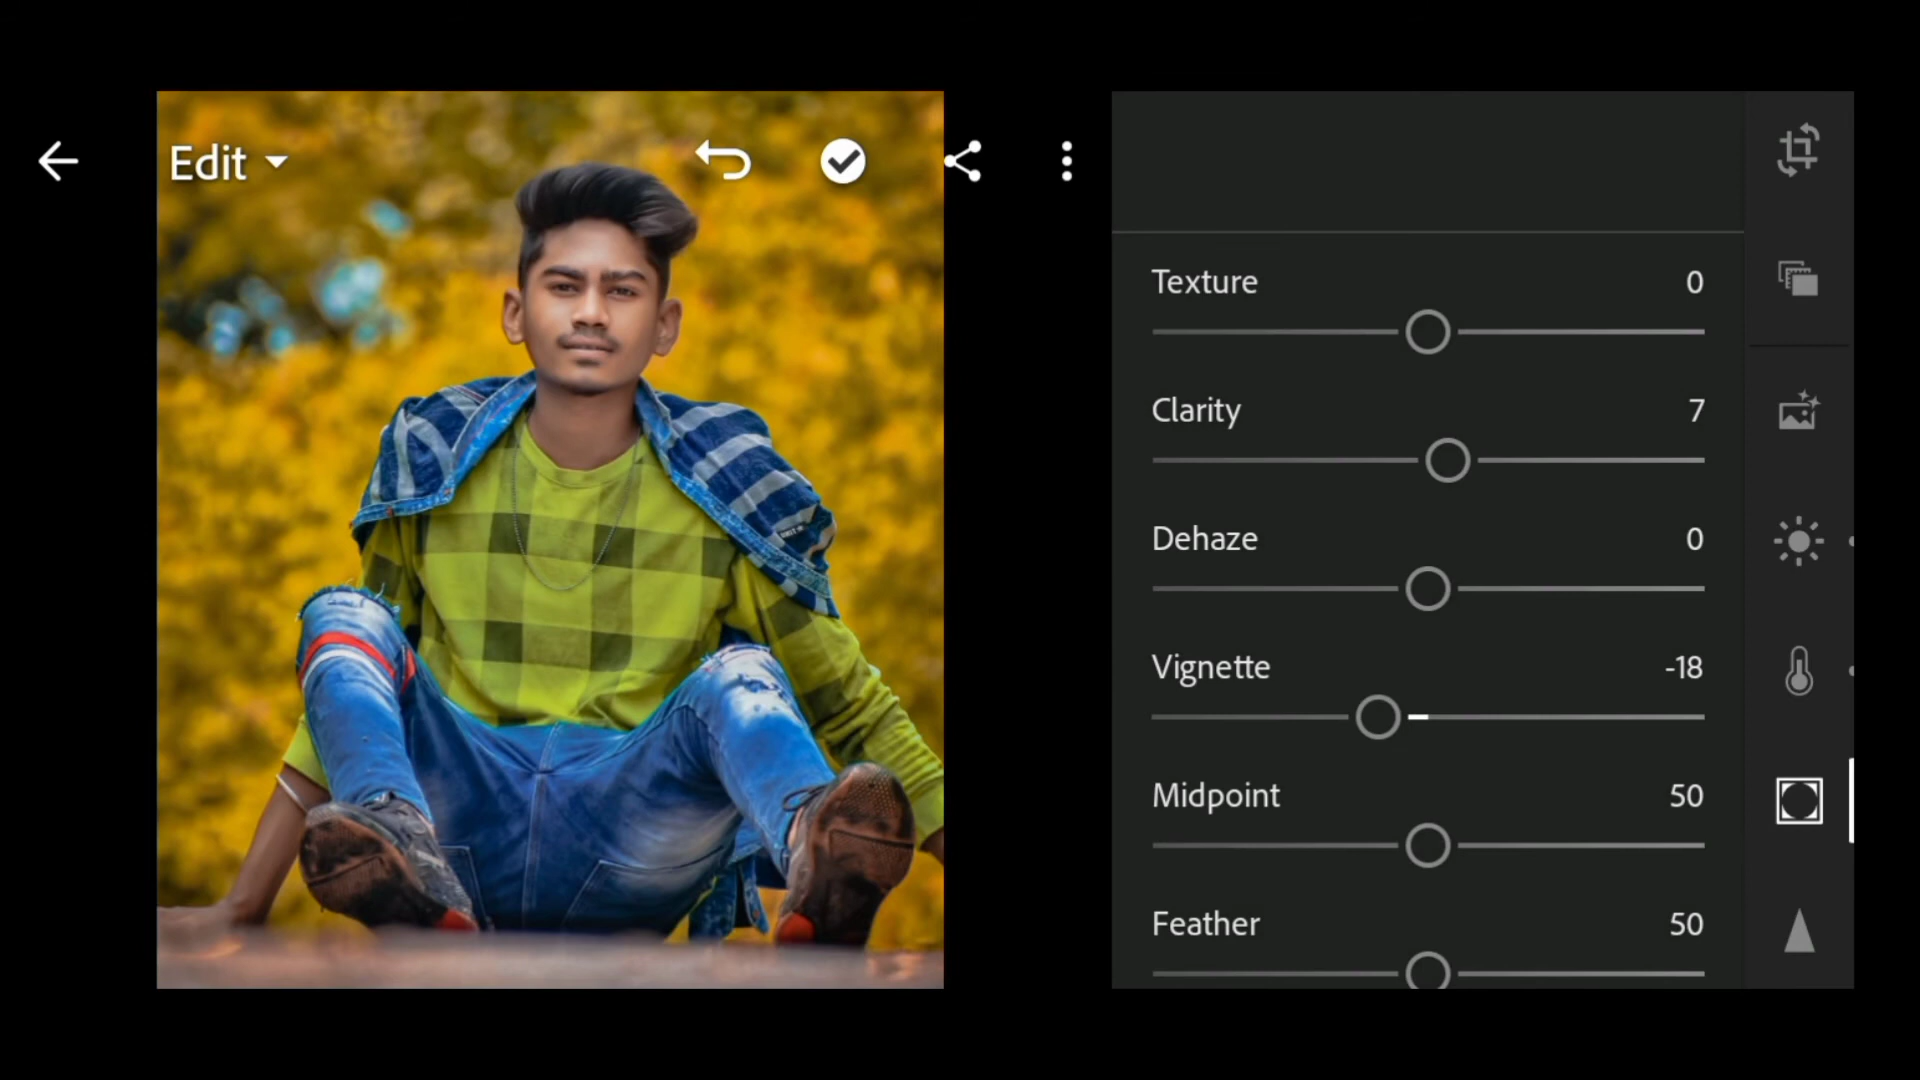 Edit
Texture 0
Clarity 7
Dehaze 0
Vignette -18
Midpoint 50
Feather 50